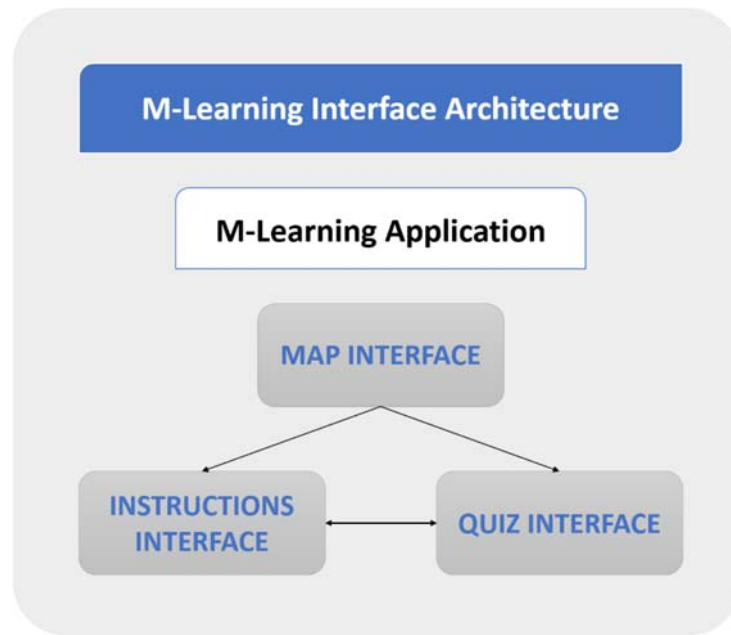 M-Learning Interface Architecture
M-Learning Application
MAP INTERFACE
INSTRUCTIONS
INTERFACE
QUIZ INTERFACE